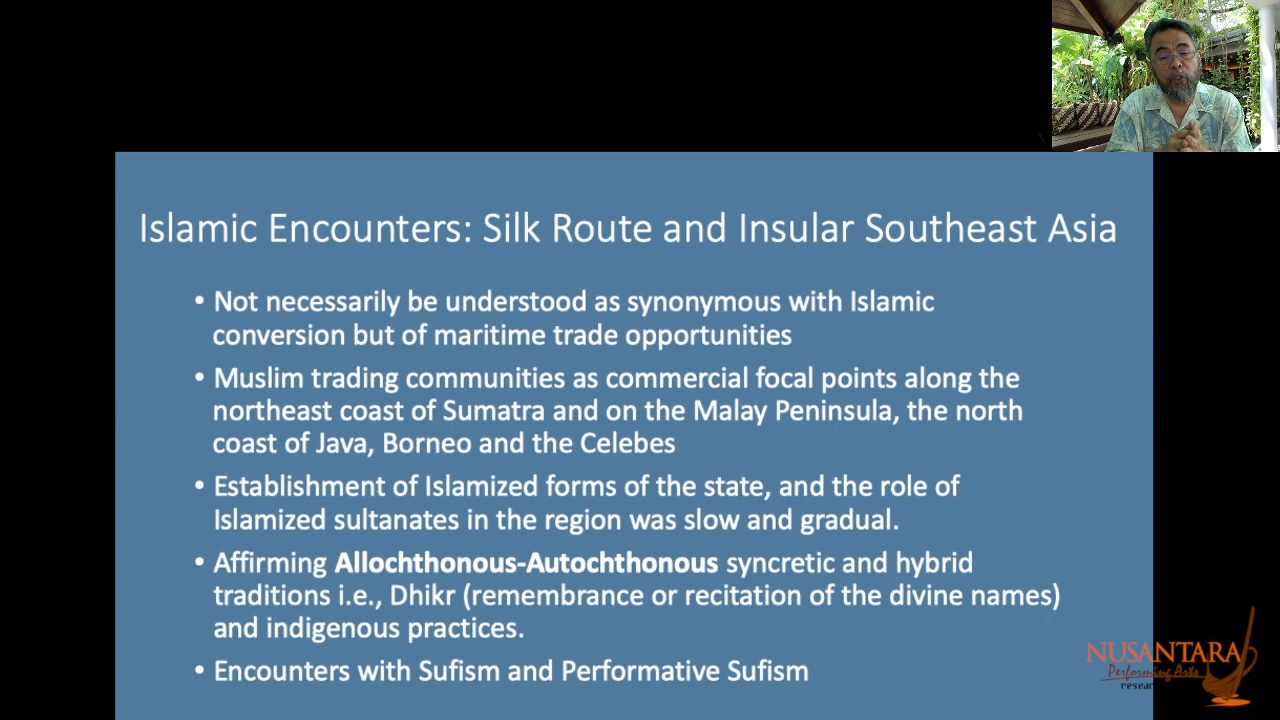 Islamic Encounters: Silk Route and Insular Southeast Asia
• Not necessarily be understood as synonymous with Islamic
conversion but of maritime trade opportunities
• Muslim trading communities as commercial focal points along the
northeast coast of Sumatra and on the Malay Peninsula, the north
coast of Java, Borneo and the Celebes
• Establishment of Islamized forms of the state, and the role of
Islamized sultanates in the region was slow and gradual.
• Affirming Allochthonous-Autochthonous syncretic and hybrid
traditions i.e., Dhikr (remembrance or recitation of the divine names)
and indigenous practices.
• Encounters with Sufism and Performative Sufism
NUSANTARA
Performing Arts